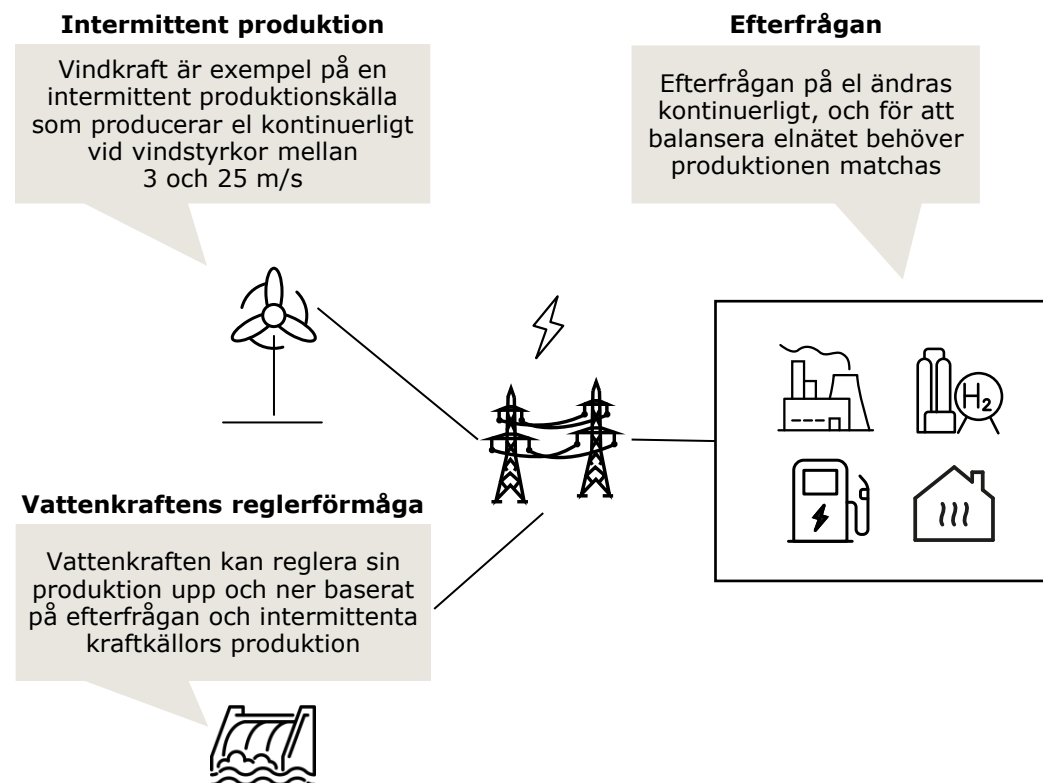 Intermittent produktion
Vindkraft är exempel på en
intermittent produktionskälla
som producerar el kontinuerligt
vid vindstyrkor mellan
3 och 25 m/s
Efterfrågan
Efterfrågan på el ändras
kontinuerligt, och för att
balansera elnätet behöver
produktionen matchas
H2
Vattenkraftens reglerförmåga
Vattenkraften kan reglera sin
produktion upp och ner baserat
på efterfrågan och intermittenta
kraftkällors produktion